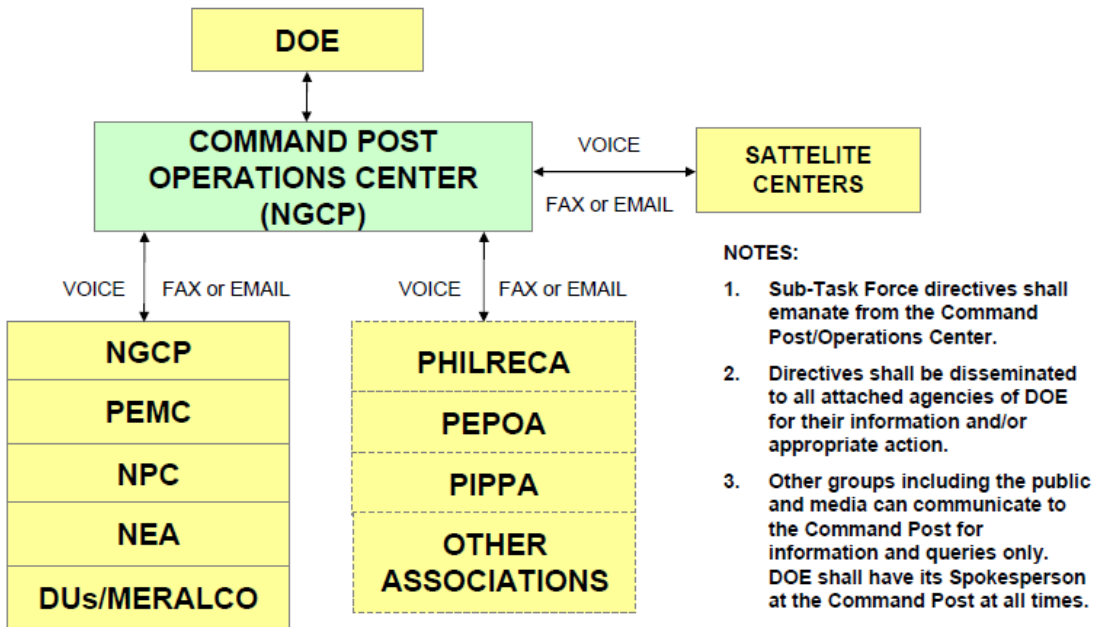 DOE
COMMAND POST
OPERATIONS CENTER
(NGCP)
VOICE
FAX or EMAIL
SATTELITE
CENTERS
VOICE FAX or EMAIL
VOICE FAX or EMAIL
NGCP
PEMC
NPC
NEA
DUs/MERALCO
PHILRECA
PEPOA
PIPPA
OTHER
ASSOCIATIONS
NOTES:
1. Sub-Task Force directives shall
emanate from the Command
Post/Operations Center.
2. Directives shall be disseminated
to all attached agencies of DOE
for their information and/or
appropriate action.
3. Other groups including the public
and media can communicate to
the Command Post for
information and queries only.
DOE shall have its Spokesperson
at the Command Post at all times.